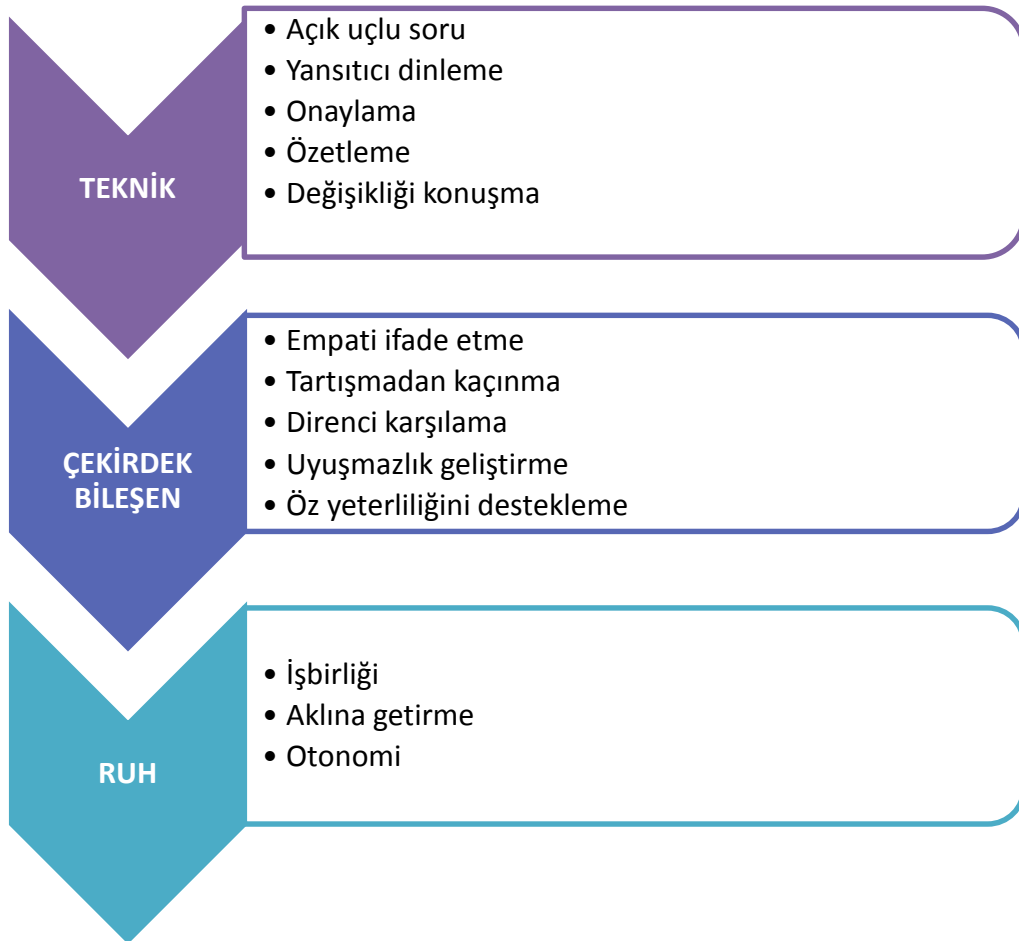 TEKNİK
• Açık uçlu soru
• Yansıtıcı dinleme
• Onaylama
• Özetleme
• Değişikliği konuşma
ÇEKİRDEK
BİLEŞEN
• Empati ifade etme
• Tartışmadan kaçınma
• Direnci karşılama
• Uyuşmazlık geliştirme
• Öz yeterliliğini destekleme
RUH
• İşbirliği
• Aklına getirme
• Otonomi